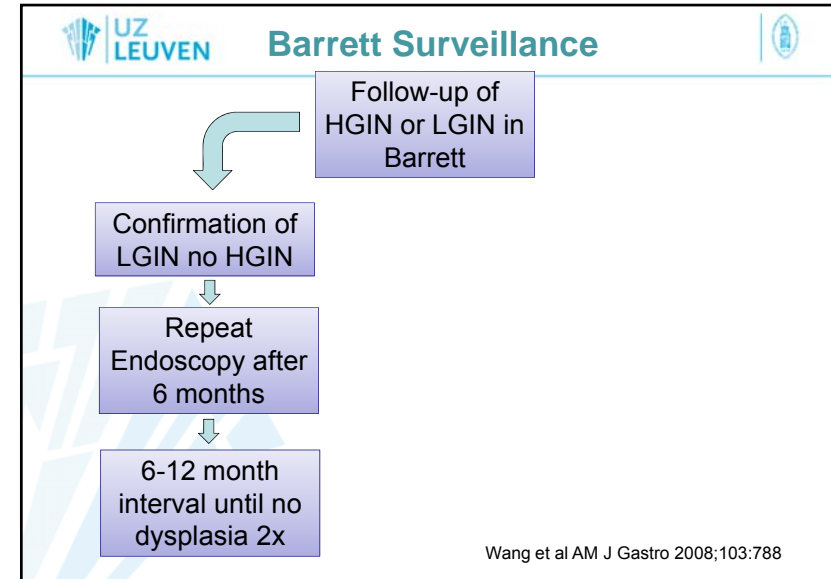 UZ
LEUVEN
Barrett Surveillance
Follow-up of
HGIN or LGIN in
Barrett
Confirmation of
LGIN no HGIN
Repeat
Endoscopy after
6 months
6-12 month
interval until no
dysplasia 2x
Wang et al AM J Gastro 2008;103:788